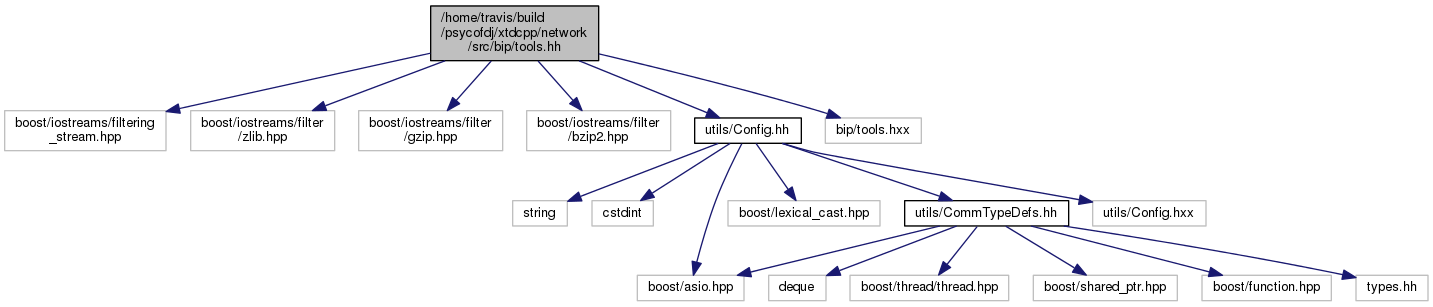 /home/travis/build
/psycofdj/xtdcpp/network
/src/bip/tools.hh
boost/iostreams/filtering
_stream.hpp
boost/iostreams/filter
/zlib.hpp
boost/iostreams/filter
/gzip.hpp
boost/iostreams/filter
/bzip2.hpp
utils/Config.hh
bip/tools.hxx
string
cstdint
boost/lexical_cast.hpp
utils/CommTypeDefs.hh
utils/Config.hxx
boost/asio.hpp
deque
boost/thread/thread.hpp
boost/shared_ptr.hpp
boost/function.hpp
types.hh